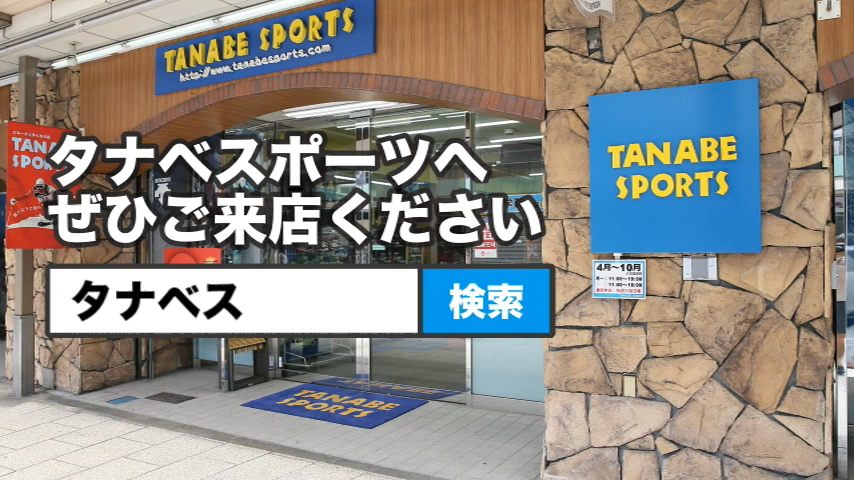 TANABE SPORTS
http://www.tanabesports.com
タナベスポーツへ
ぜひご来店ください
タナベス
検索
TANABE
SPORTS
4月〜10月
TANABE
SPORTS